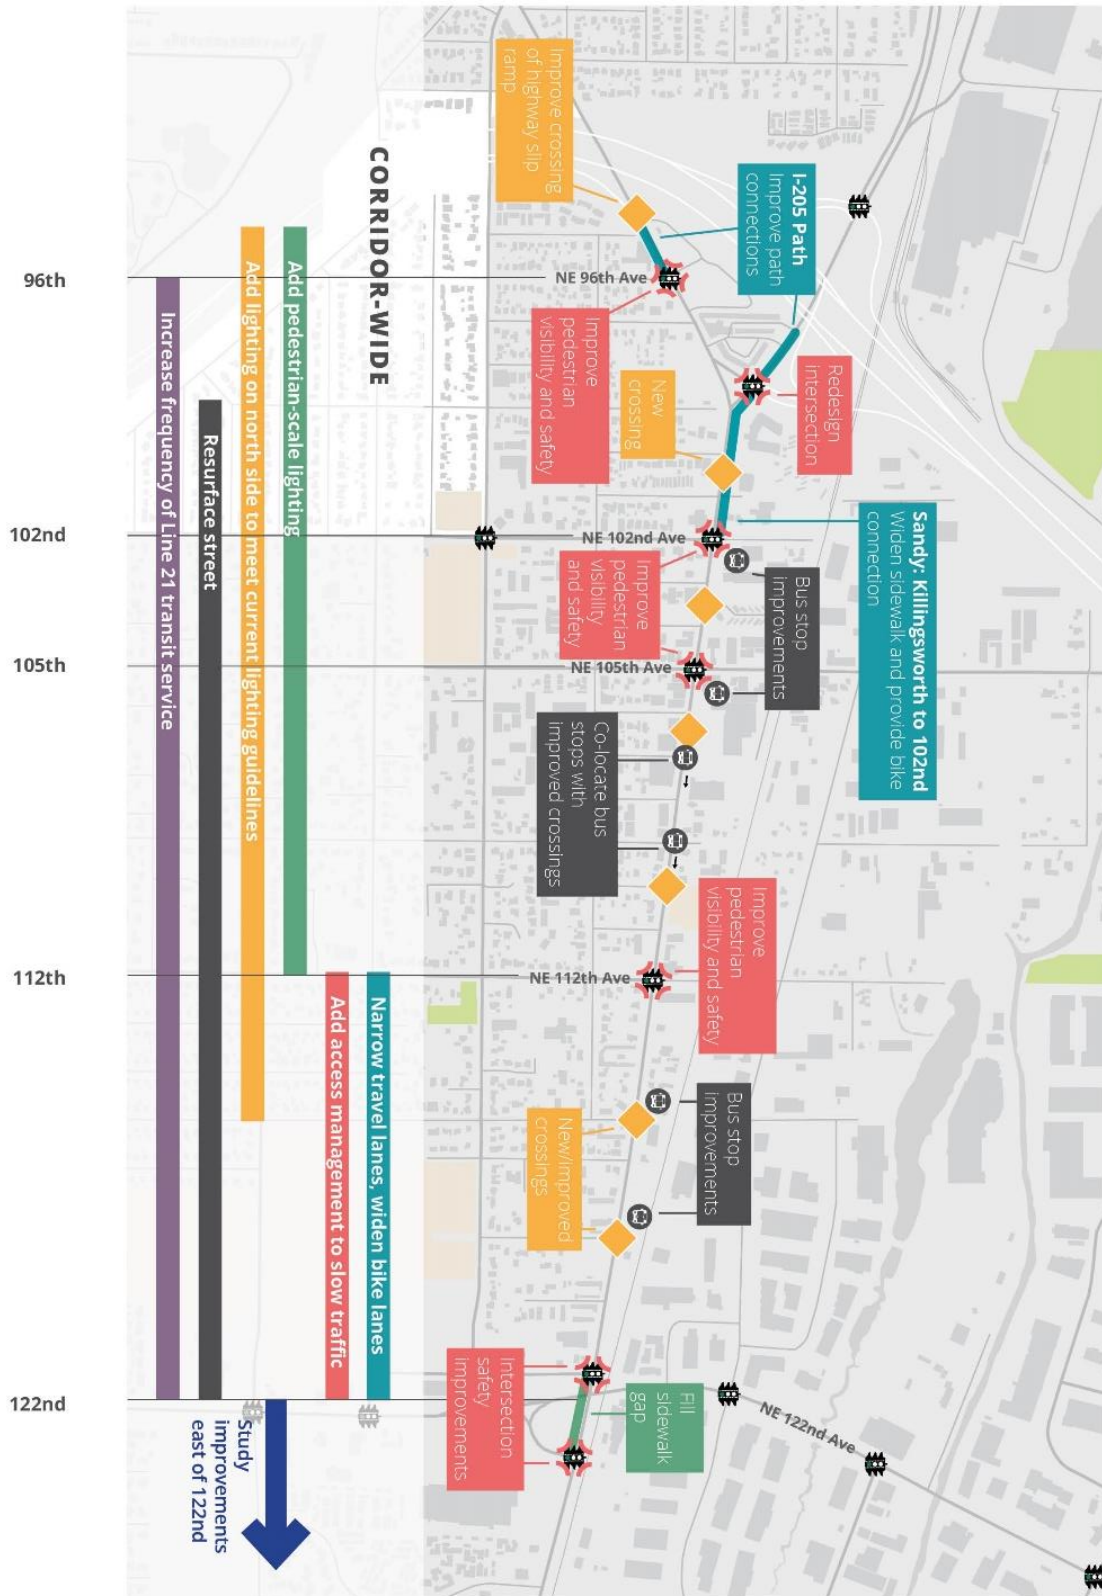 Improve crossing
of highway slip
ramp
I-205 Path
Improve path
connections
NE 96th Ave
Improve
pedestrian
visibility and safety
Redesign
intersection
New
crossing
Sandy: Killingsworth to 102nd
Widen sidewalk and provide bike
connection
NE 102nd Ave
Improve
pedestrian
visibility
and safety
Bus stop
improvements
NE 105th Ave
Co-locate bus
stops with
improved crossings
Improve
pedestrian
visibility and safety
NE 112th Ave
Bus stop
improvements
New/improved
crossings
Intersection
safety
improvements
Fill
sidewalk
gap
NE 122nd Ave
CORRIDOR-WIDE
Narrow travel lanes, widen bike lanes
Add access management to slow traffic
Add pedestrian-scale lighting
Add lighting on north side to meet current lighting guidelines
Resurface street
Increase frequency of Line 21 transit service
Study
improvements
east of 122nd
96th
102nd
105th
112th
122nd